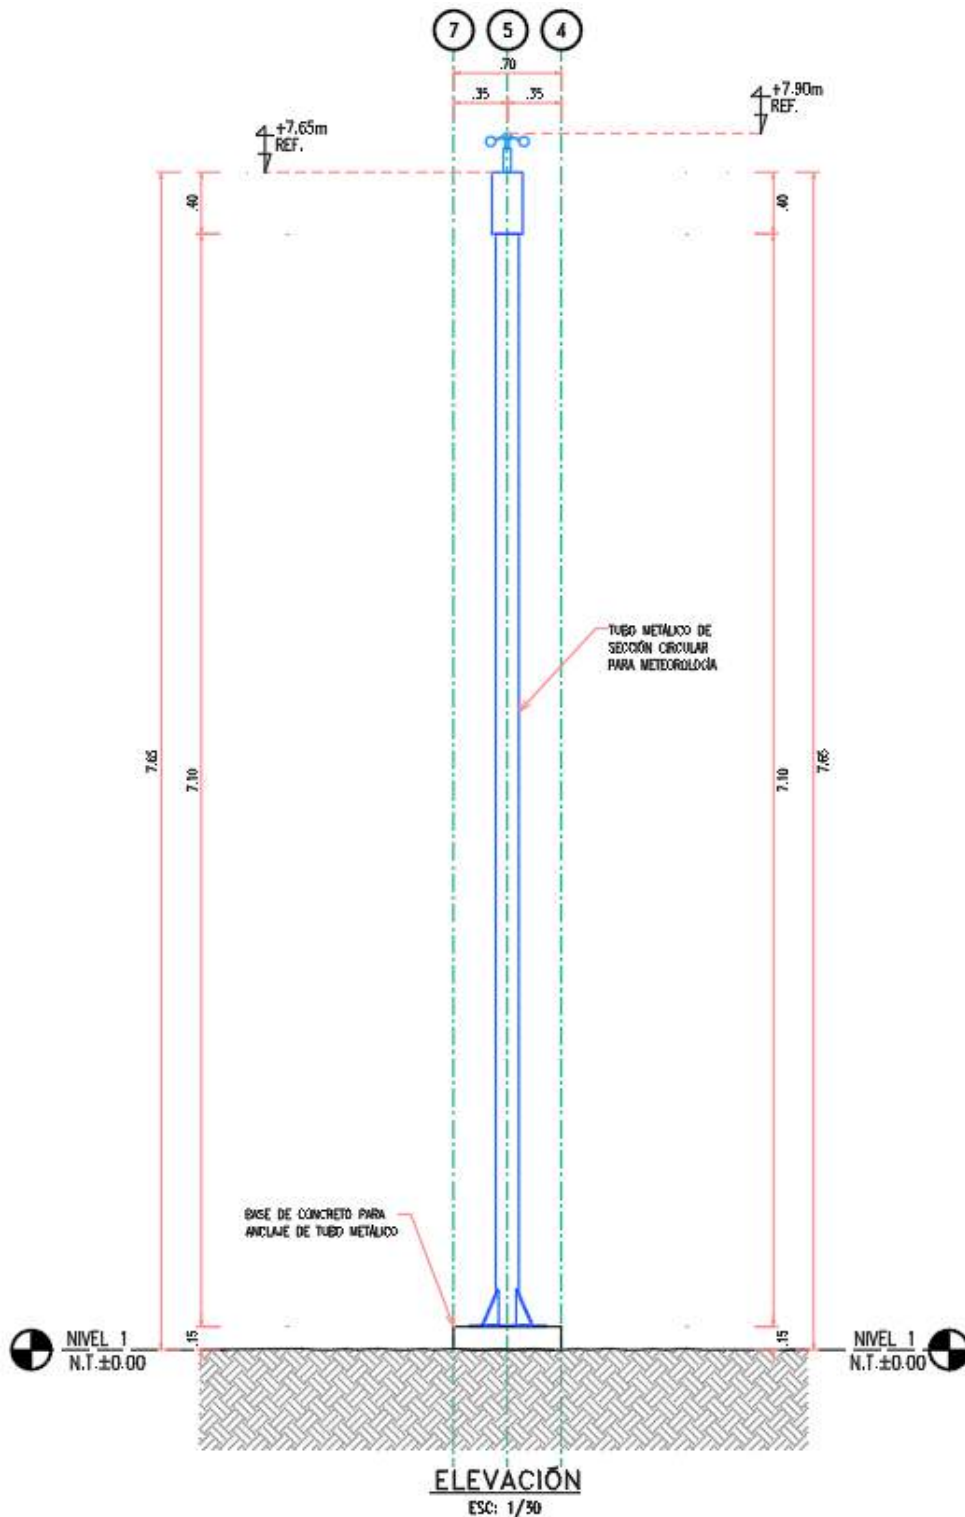 7 5 4
.70
.35 .35
+7.90m
REF.
+7.65m
REF.
.40 .40
TUBO METÁLICO DE
SECCIÓN CIRCULAR
PARA METEOROLOGÍA
7.65 7.10 7.10 7.65
BASE DE CONCRETO PARA
ANCLAJE DE TUBO METÁLICO
.15 .15
NIVEL 1
N.T.±0.00
NIVEL 1
N.T.±0.00
ELEVACIÓN
ESC: 1/50